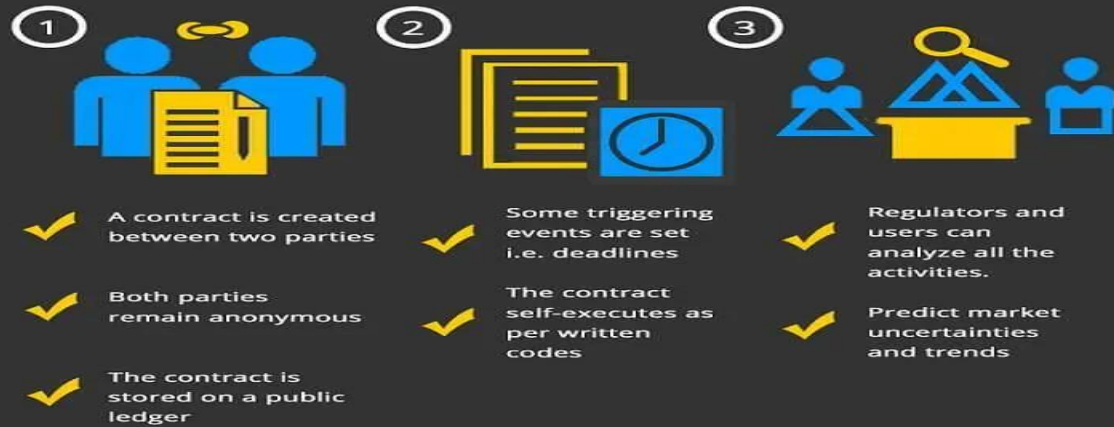 1
A contract is created
between two parties
Both parties
remain anonymous
The contract is
stored on a public
ledger
2
Some triggering
events are set
i.e. deadlines
The contract
self-executes as
per written
codes
3
Regulators and
users can
analyze all the
activities.
Predict market
uncertainties
and trends